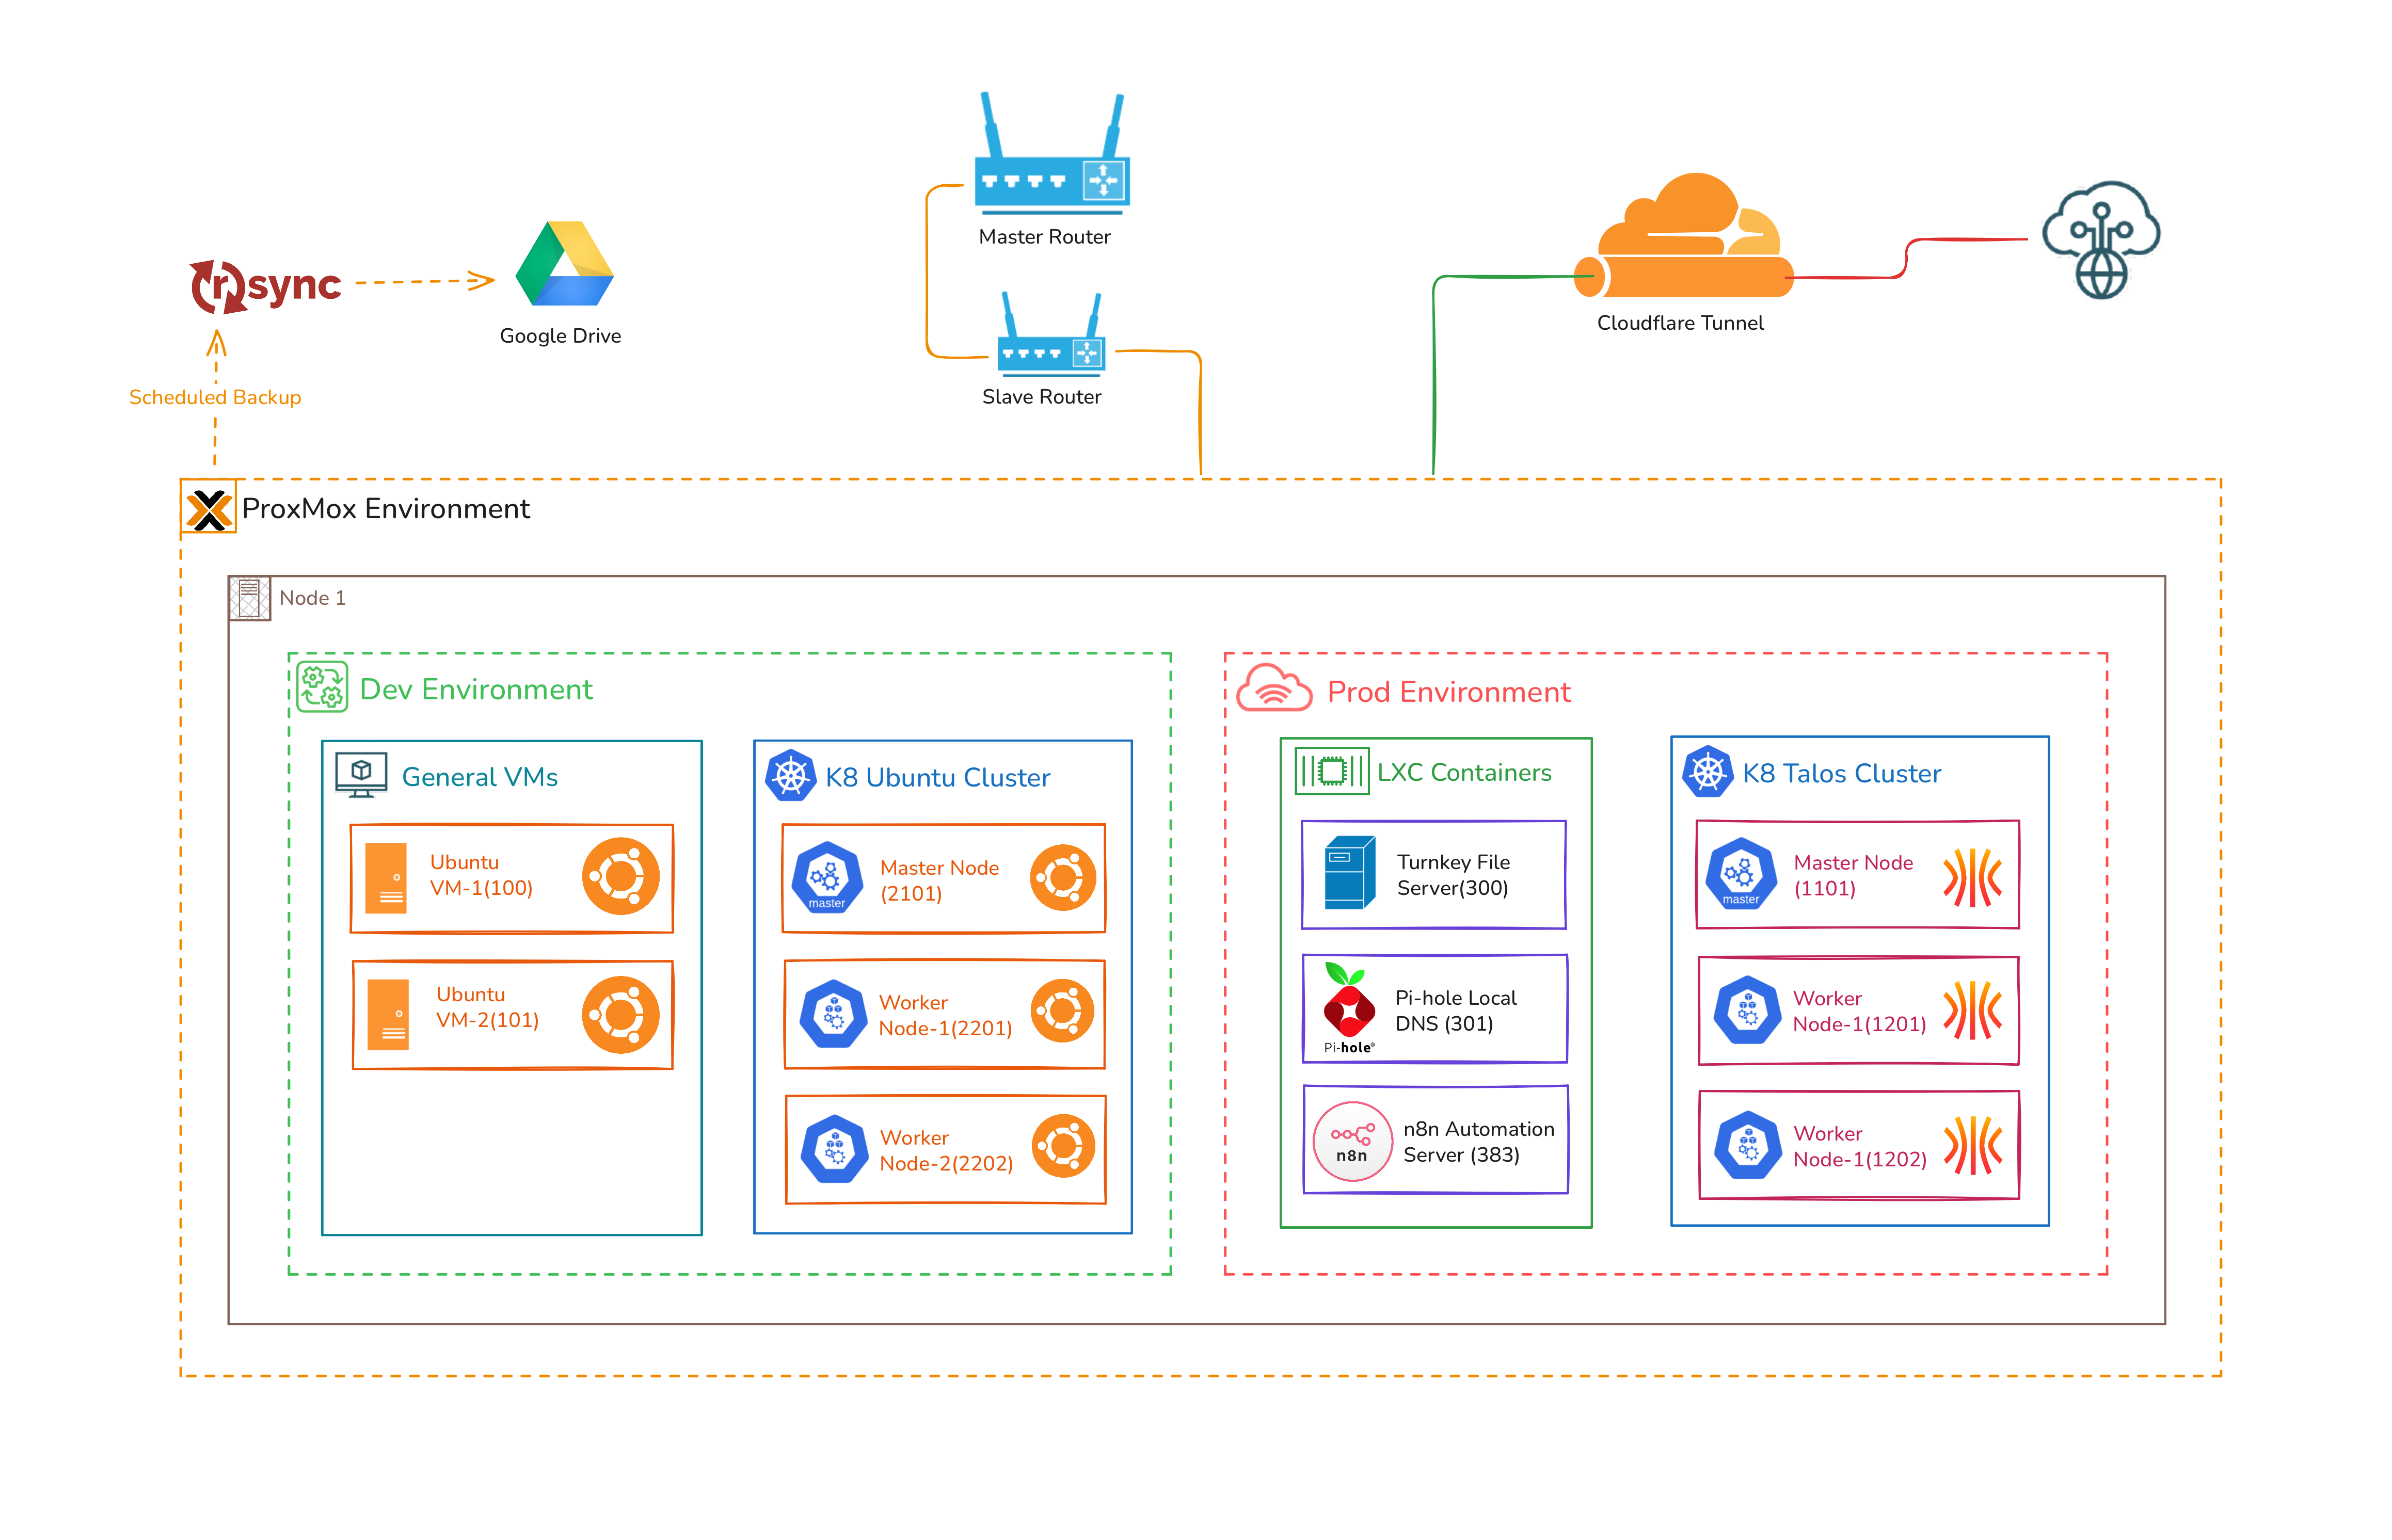 Master Router
rsync
Google Drive
Cloudflare Tunnel
Scheduled Backup
Slave Router
ProxMox Environment
Node 1
Dev Environment
General VMs
Ubuntu
VM-1(100)
Ubuntu
VM-2(101)
K8 Ubuntu Cluster
master
Master Node
(2101)
Worker
Node-1(2201)
Worker
Node-2(2202)
Prod Environment
LXC Containers
Turnkey File
Server(300)
Pi-hole®
Pi-hole Local
DNS (301)
n8n
n8n Automation
Server (383)
K8 Talos Cluster
master
Master Node
(1101)
Worker
Node-1(1201)
Worker
Node-1(1202)